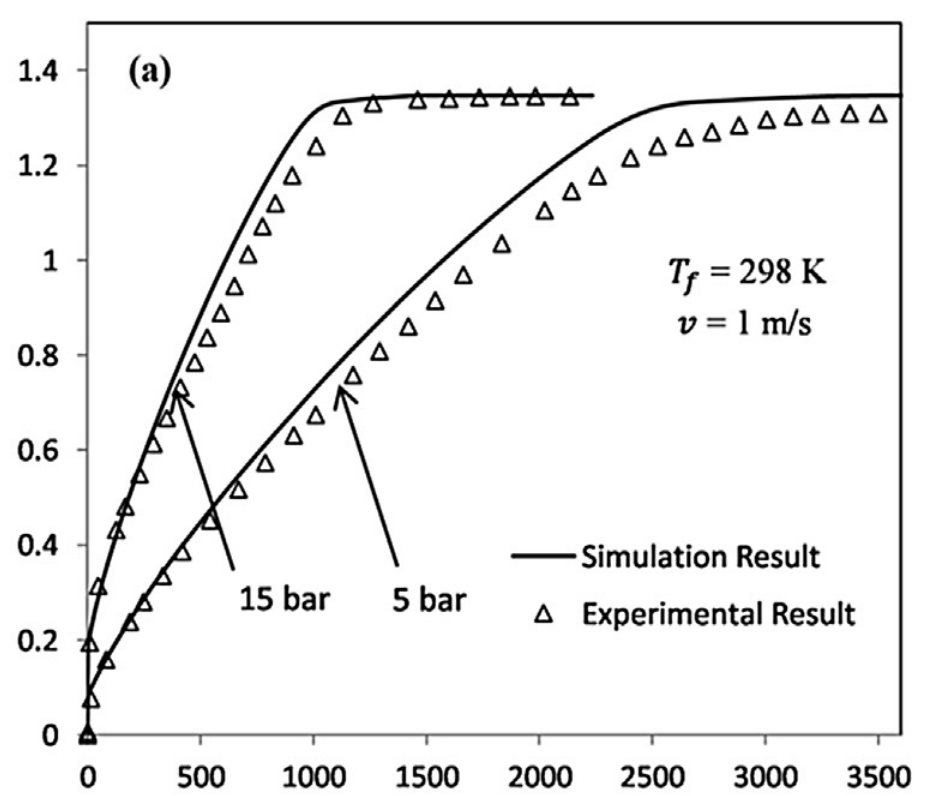 (a)
1.4
1.2
1
0.8
0.6
0.4
0.2
0
T_f = 298 K
v = 1 m/s
Simulation Result
Experimental Result
15 bar
5 bar
0 500 1000 1500 2000 2500 3000 3500